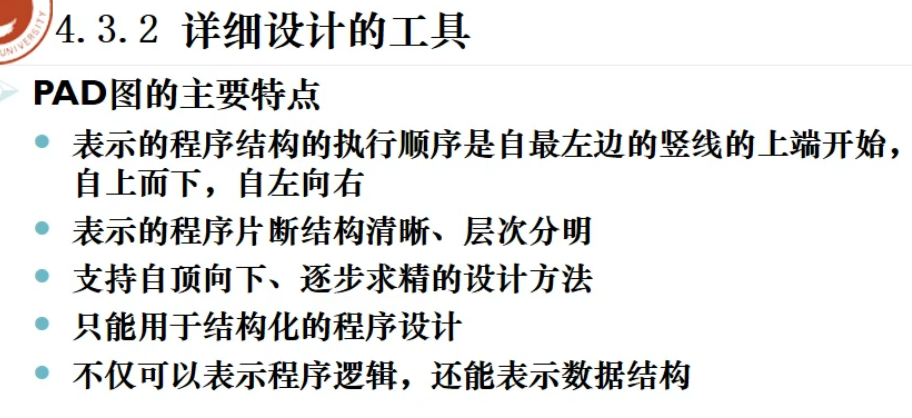 UNIVERSITY
4.3.2 详细设计的工具
PAD图的主要特点
表示的程序结构的执行顺序是自最左边的竖线的上端开始，
自上而下，自左向右
表示的程序片断结构清晰、层次分明
支持自顶向下、逐步求精的设计方法
只能用于结构化的程序设计
不仅可以表示程序逻辑，还能表示数据结构